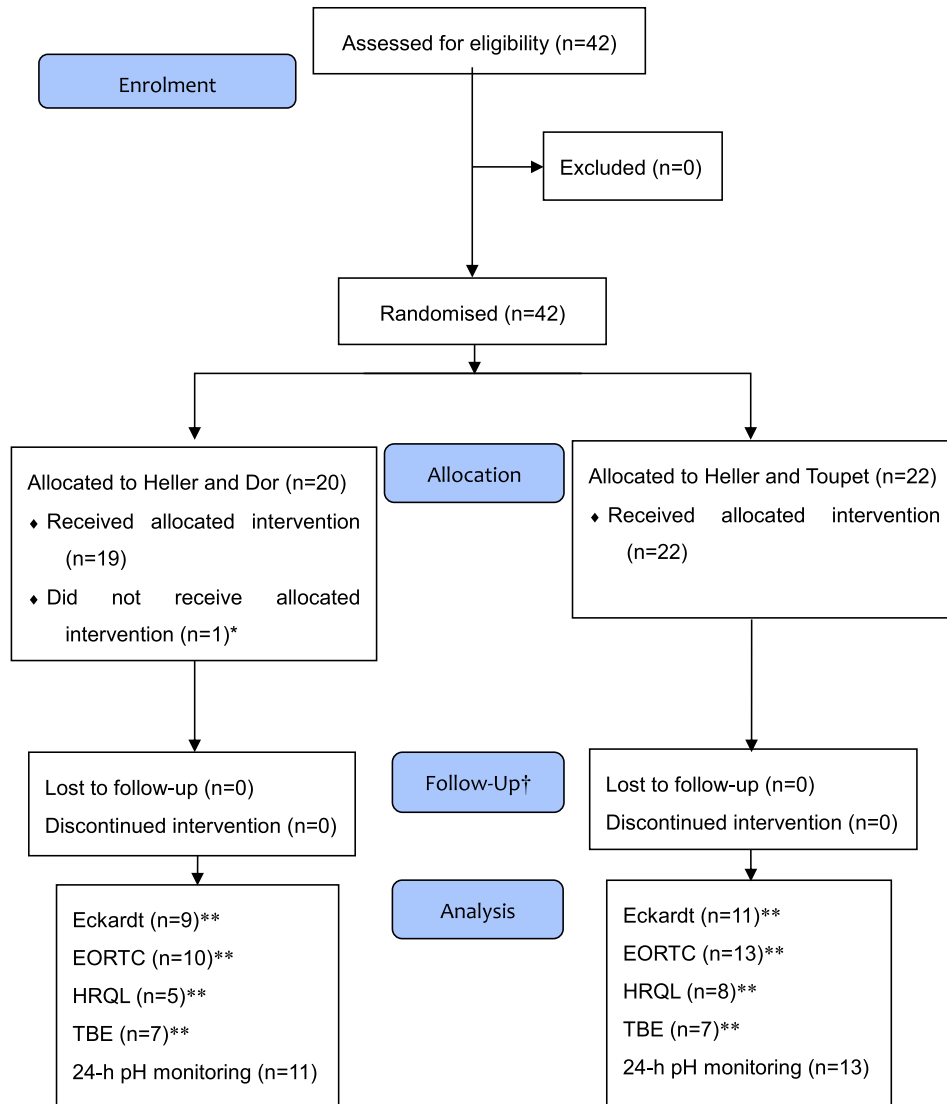 Assessed for eligibility (n=42)
Enrolment
Excluded (n=0)
Randomised (n=42)
Allocated to Heller and Dor (n=20)
♦ Received allocated intervention
(n=19)
♦ Did not receive allocated
intervention (n=1)*
Allocation
Allocated to Heller and Toupet (n=22)
♦ Received allocated intervention
(n=22)
Lost to follow-up (n=0)
Discontinued intervention (n=0)
Follow-Up†
Lost to follow-up (n=0)
Discontinued intervention (n=0)
Eckardt (n=9)**
EORTC (n=10)**
HRQL (n=5)**
TBE (n=7)**
24-h pH monitoring (n=11)
Analysis
Eckardt (n=11)**
EORTC (n=13)**
HRQL (n=8)**
TBE (n=7)**
24-h pH monitoring (n=13)